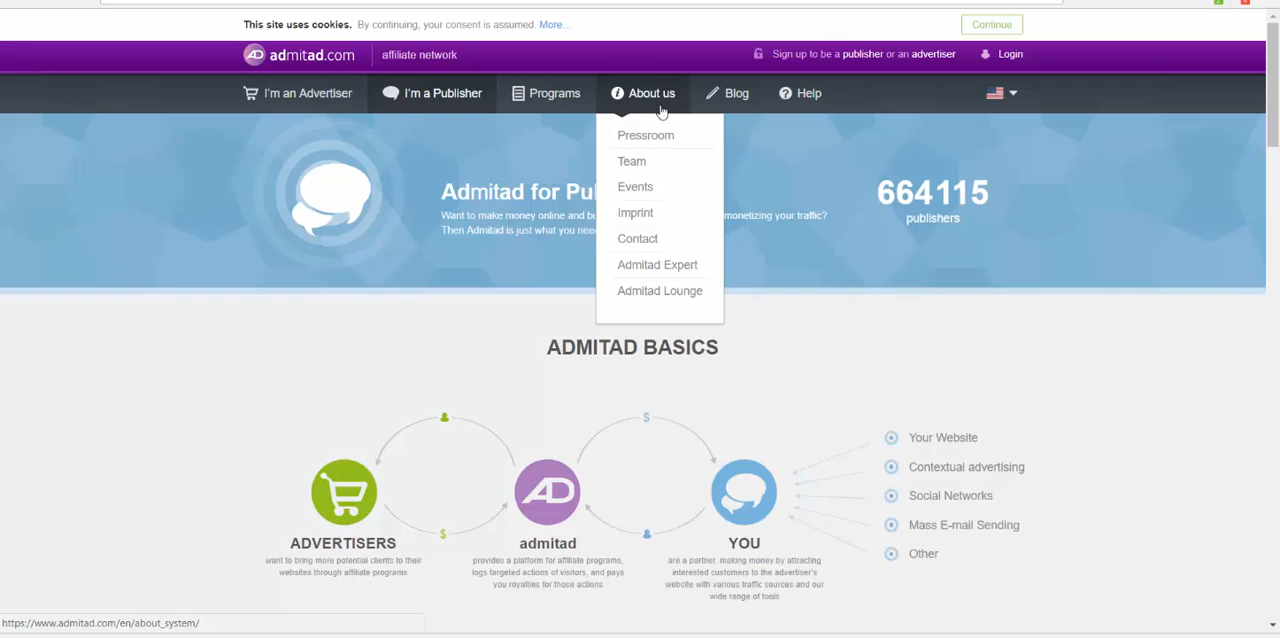 This site uses cookies. By continuing, your consent is assumed. More... Continue
admitad.com affiliate network Sign up to be a publisher or an advertiser Login
I'm an Advertiser I'm a Publisher Programs About us Blog Help
Pressroom
Team
Events
Imprint
Contact
Admitad Expert
Admitad Lounge
Admitad for Pu
Want to make money online and bu monetizing your traffic?
Then Admitad is just what you nee
664115
publishers
ADMITAD BASICS
$
$
AD
ADVERTISERS
want to bring more potential clients to their
websites through affiliate programs
admitad
provides a platform for affiliate programs,
logs targeted actions of visitors, and pays
you royalties for those actions
YOU
are a partner, making money by attracting
interested customers to the advertiser's
website with various traffic sources and our
wide range of tools
Your Website
Contextual advertising
Social Networks
Mass E-mail Sending
Other
https://www.admitad.com/en/about_system/